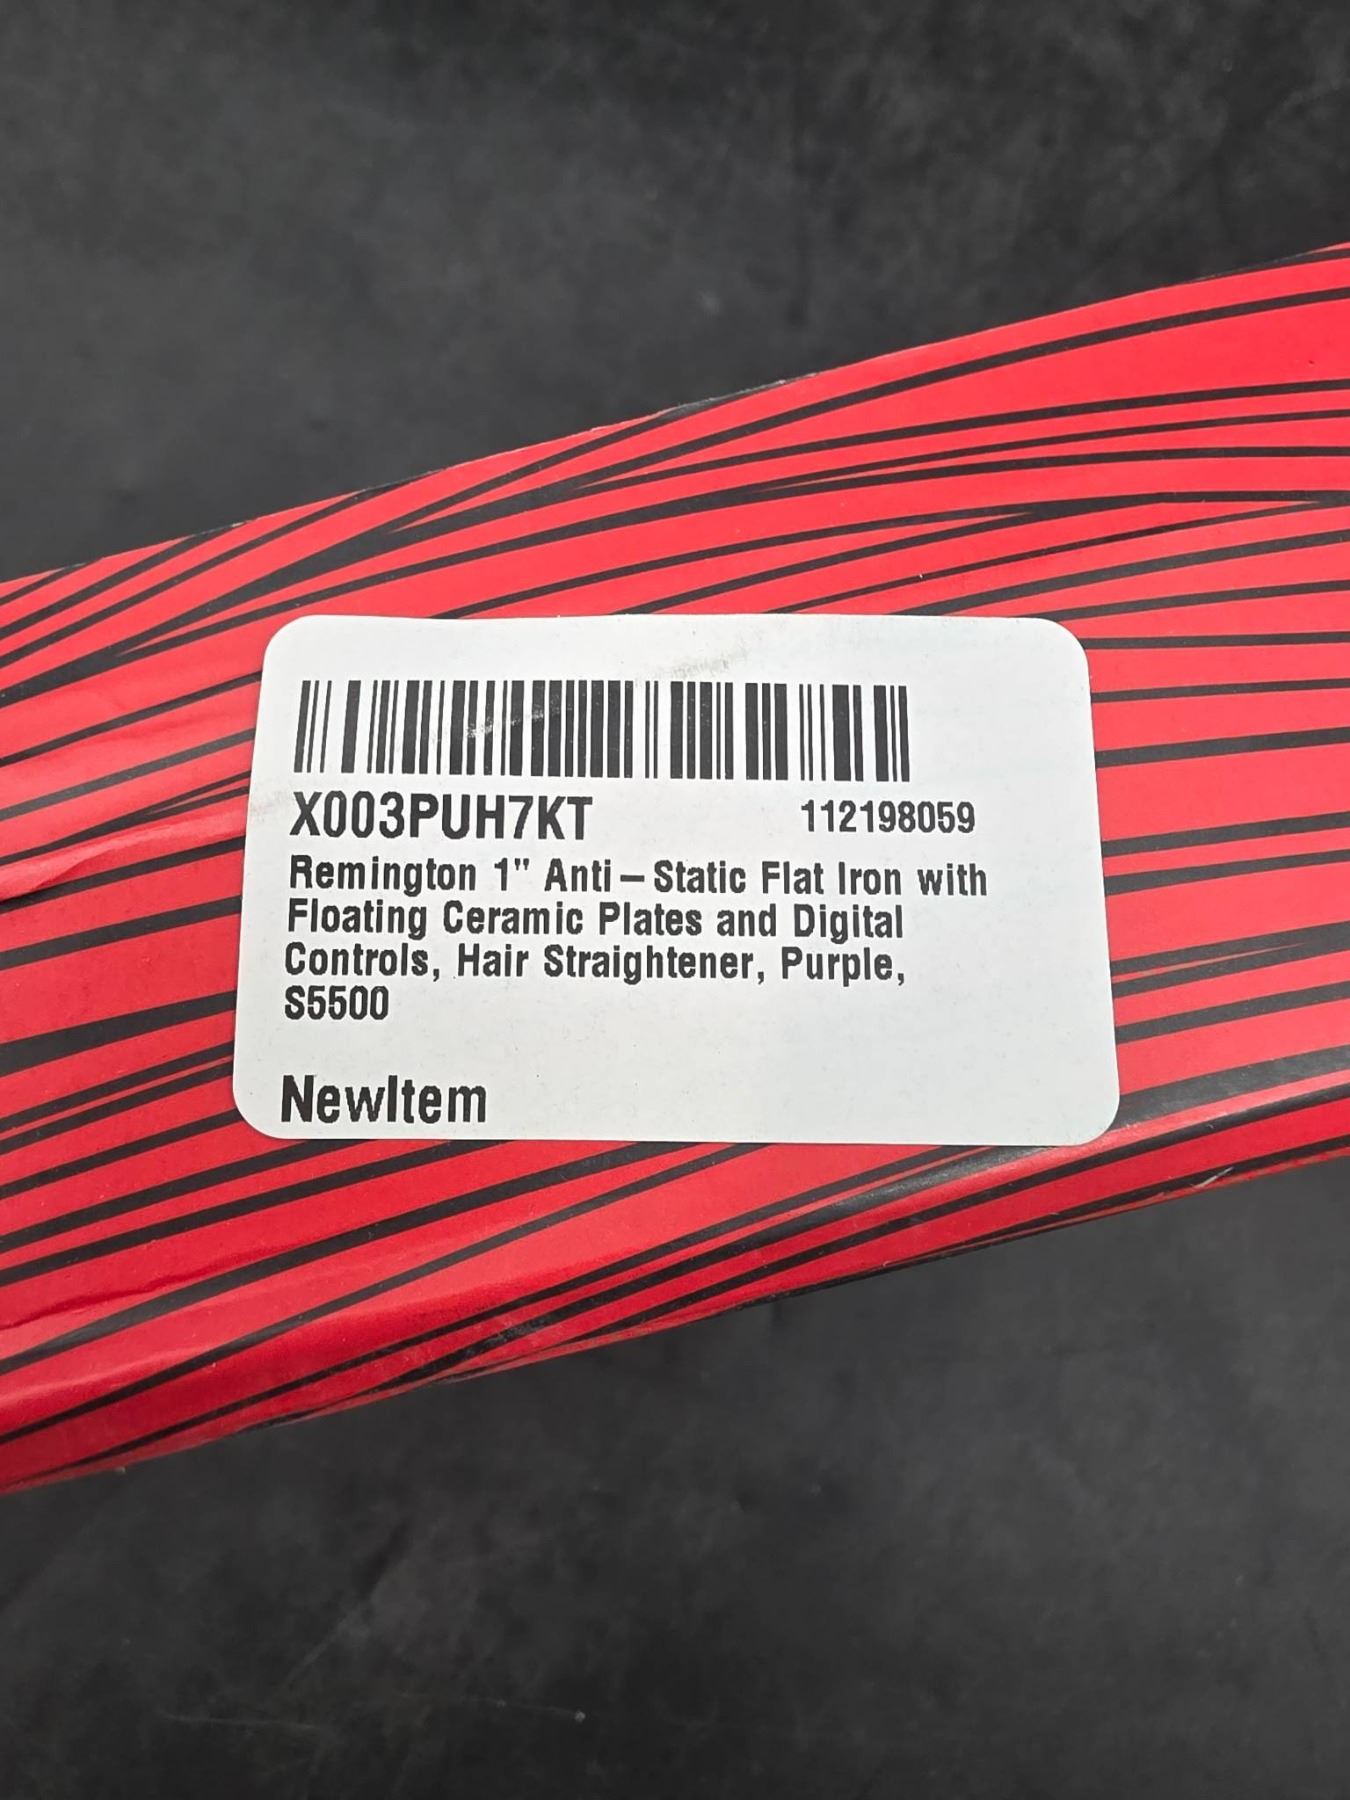 X003PUH7KT 112198059
Remington 1" Anti-Static Flat Iron with
Floating Ceramic Plates and Digital
Controls, Hair Straightener, Purple,
S5500
NewItem